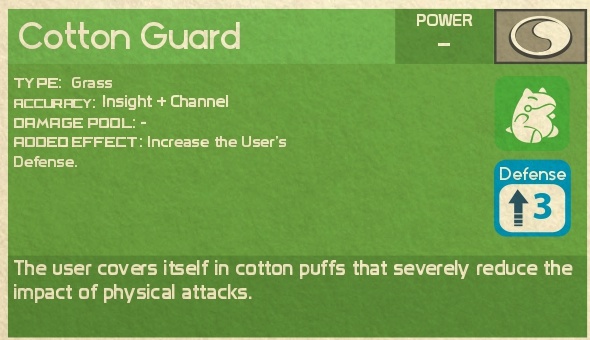 Cotton Guard
POWER
–
TYPE: Grass
ACCURACY: Insight + Channel
DAMAGE POOL: -
ADDED EFFECT: Increase the User's
Defense.
Defense
3
The user covers itself in cotton puffs that severely reduce the
impact of physical attacks.